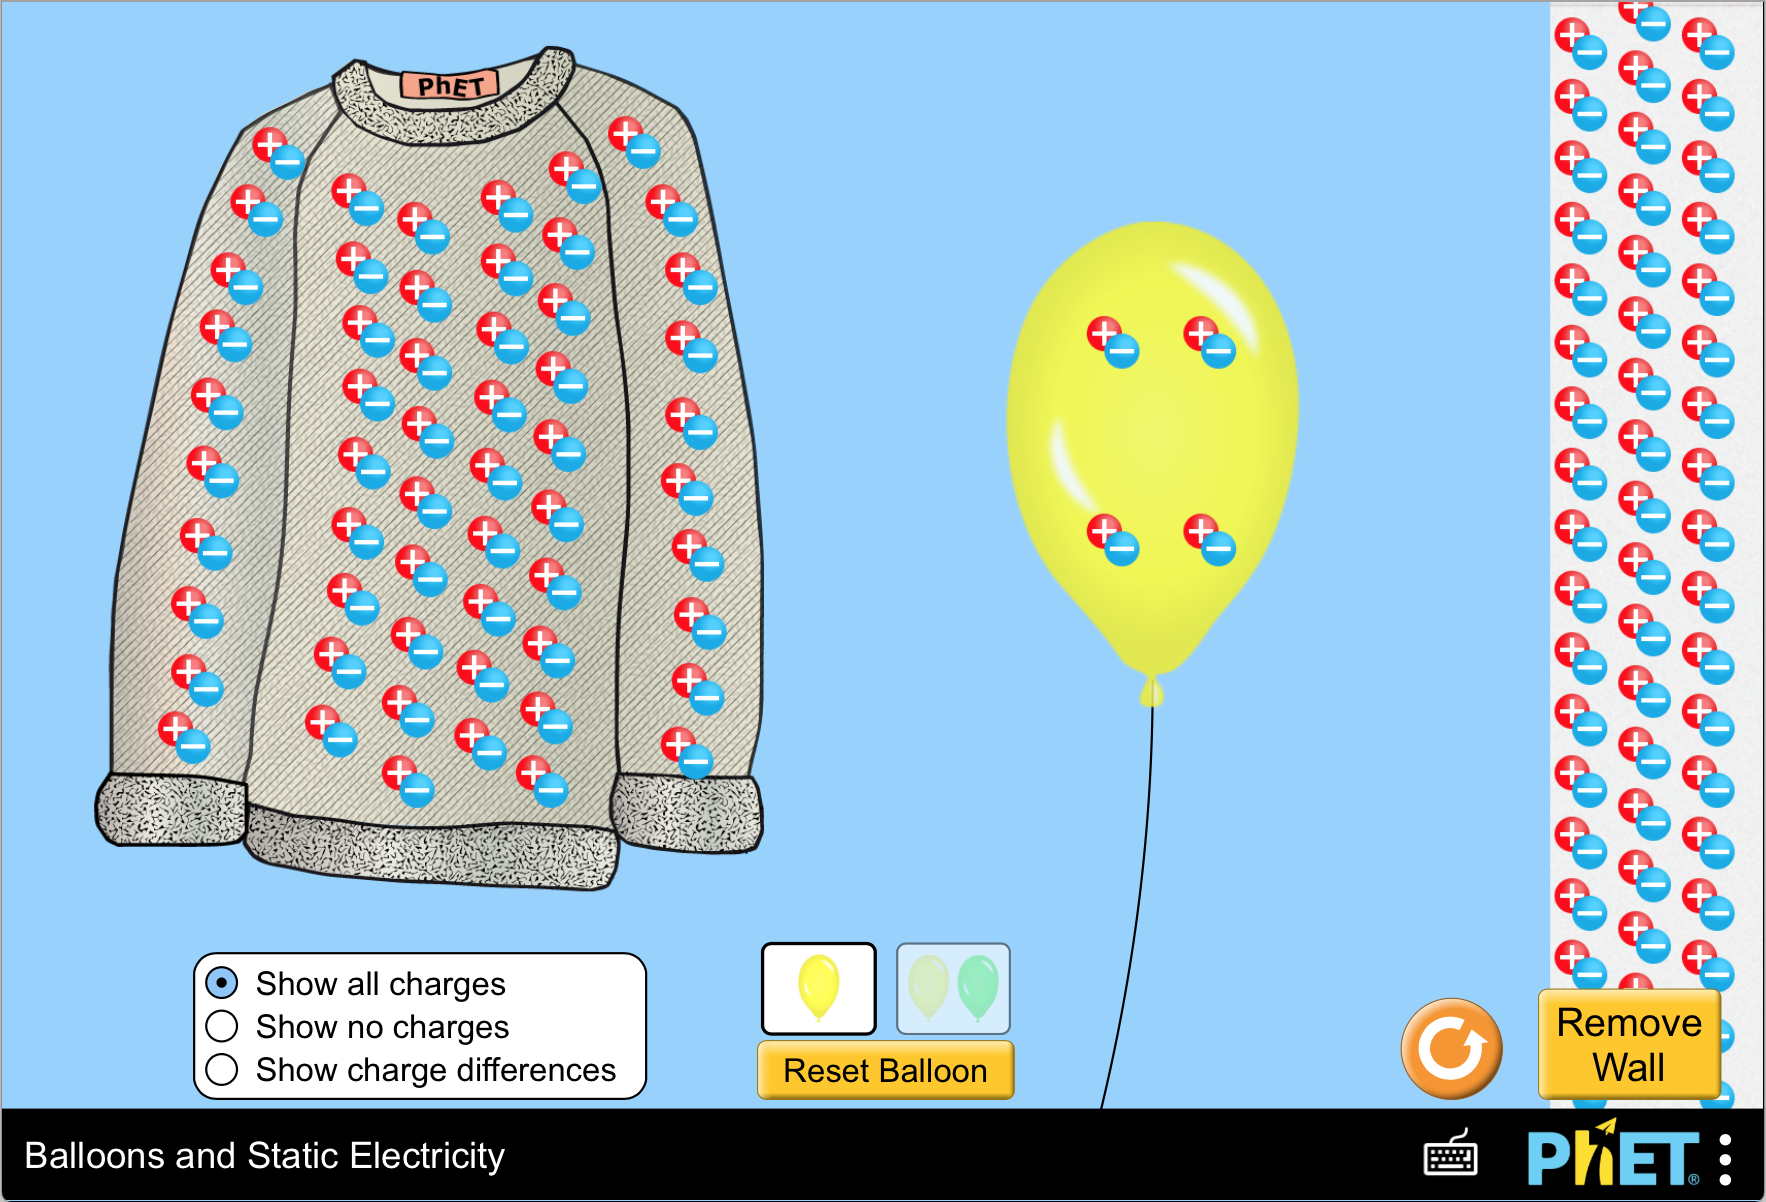 PhET
Show all charges
Show no charges
Show charge differences
Reset Balloon
Remove
Wall
Balloons and Static Electricity
PhET®